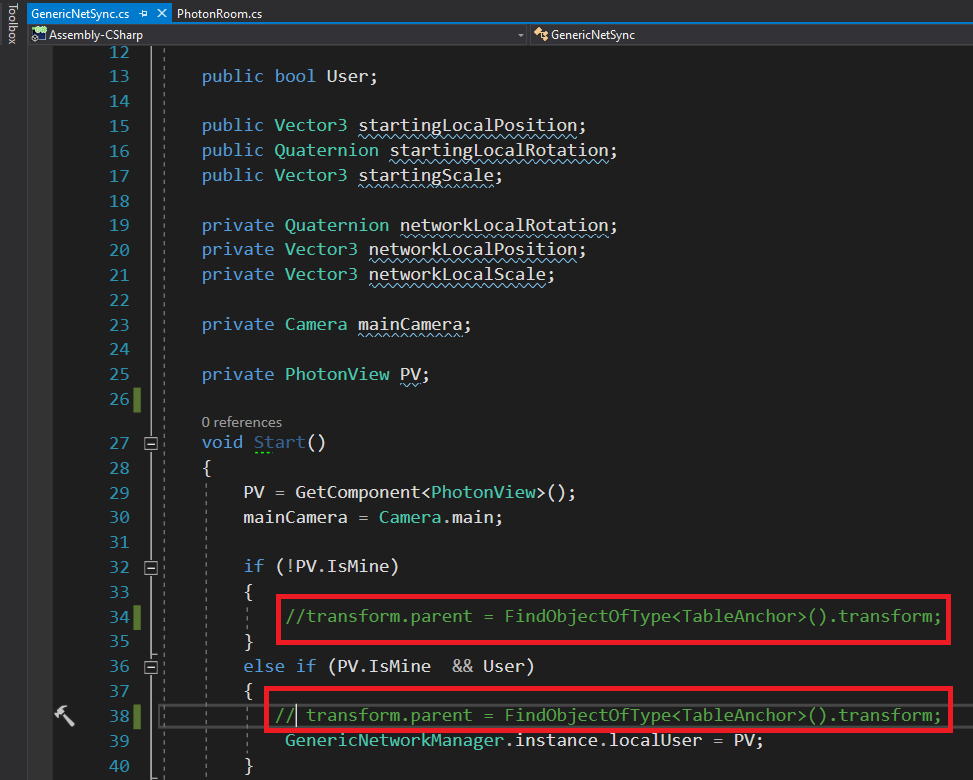 Toolbox
GenericNetSync.cs PhotonRoom.cs
Assembly-CSharp GenericNetSync
12
13 public bool User;
14
15 public Vector3 startingLocalPosition;
16 public Quaternion startingLocalRotation;
17 public Vector3 startingScale;
18
19 private Quaternion networkLocalRotation;
20 private Vector3 networkLocalPosition;
21 private Vector3 networkLocalScale;
22
23 private Camera mainCamera;
24
25 private PhotonView PV;
26
0 references
27 void Start()
28 {
29 PV = GetComponent<PhotonView>();
30 mainCamera = Camera.main;
31
32 if (!PV.IsMine)
33 {
34 //transform.parent = FindObjectOfType<TableAnchor>().transform;
35 }
36 else if (PV.IsMine  && User)
37 {
38 // transform.parent = FindObjectOfType<TableAnchor>().transform;
39 GenericNetworkManager.instance.localUser = PV;
40 }